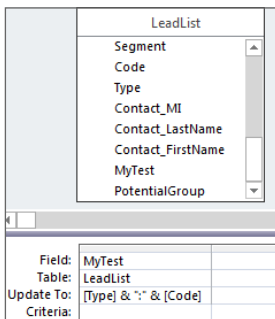 LeadList
Segment
Code
Type
Contact_MI
Contact_LastName
Contact_FirstName
MyTest
PotentialGroup
Field: MyTest
Table: LeadList
Update To: [Type] & ":" & [Code]
Criteria: